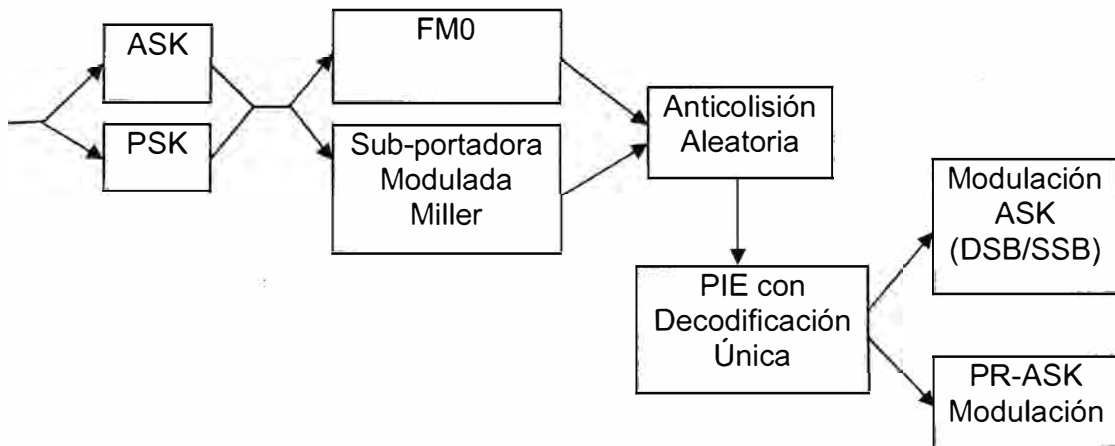 ASK
PSK
FM0
Sub-portadora
Modulada
Miller
Anticolisión
Aleatoria
PIE con
Decodificación
Única
Modulación
ASK
(DSB/SSB)
PR-ASK
Modulación